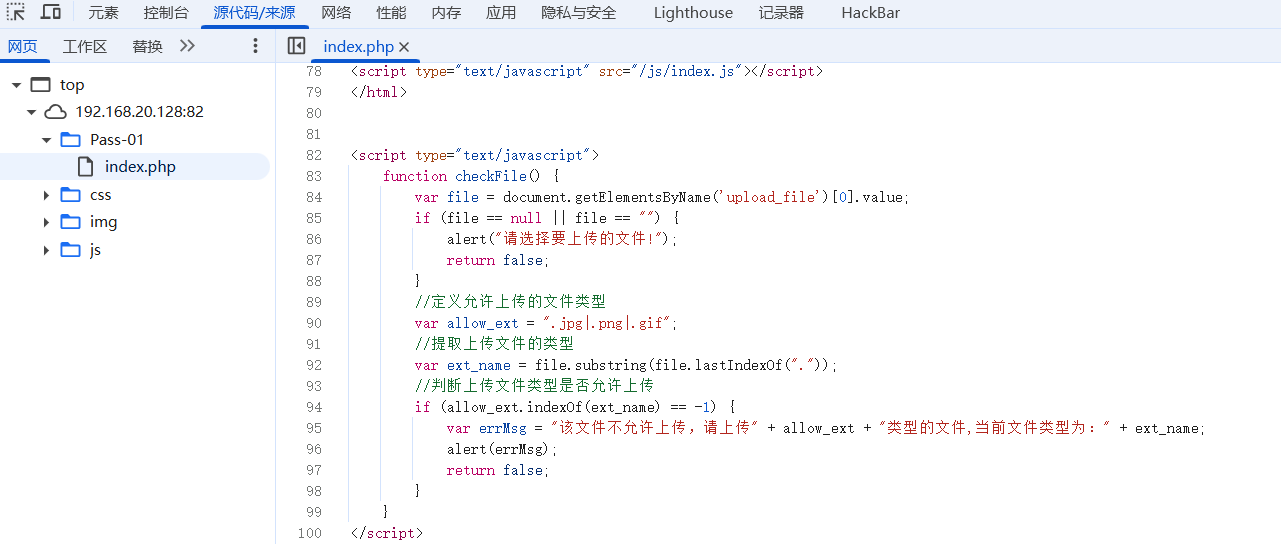 元素 控制台 源代码/来源 网络 性能 内存 应用 隐私与安全 Lighthouse 记录器 HackBar
网页 工作区 替换 index.php
top
192.168.20.128:82
Pass-01
index.php
css
img
js
78 <script type="text/javascript" src="/js/index.js"></script>
79 </html>
80
81
82 <script type="text/javascript">
83 function checkFile() {
84 var file = document.getElementsByName('upload_file')[0].value;
85 if (file == null || file == "") {
86 alert("请选择要上传的文件!");
87 return false;
88 }
89 //定义允许上传的文件类型
90 var allow_ext = ".jpg|.png|.gif";
91 //提取上传文件的类型
92 var ext_name = file.substring(file.lastIndexOf("."));
93 //判断上传文件类型是否允许上传
94 if (allow_ext.indexOf(ext_name) == -1) {
95 var errMsg = "该文件不允许上传，请上传" + allow_ext + "类型的文件,当前文件类型为：" + ext_name;
96 alert(errMsg);
97 return false;
98 }
99 }
100 </script>